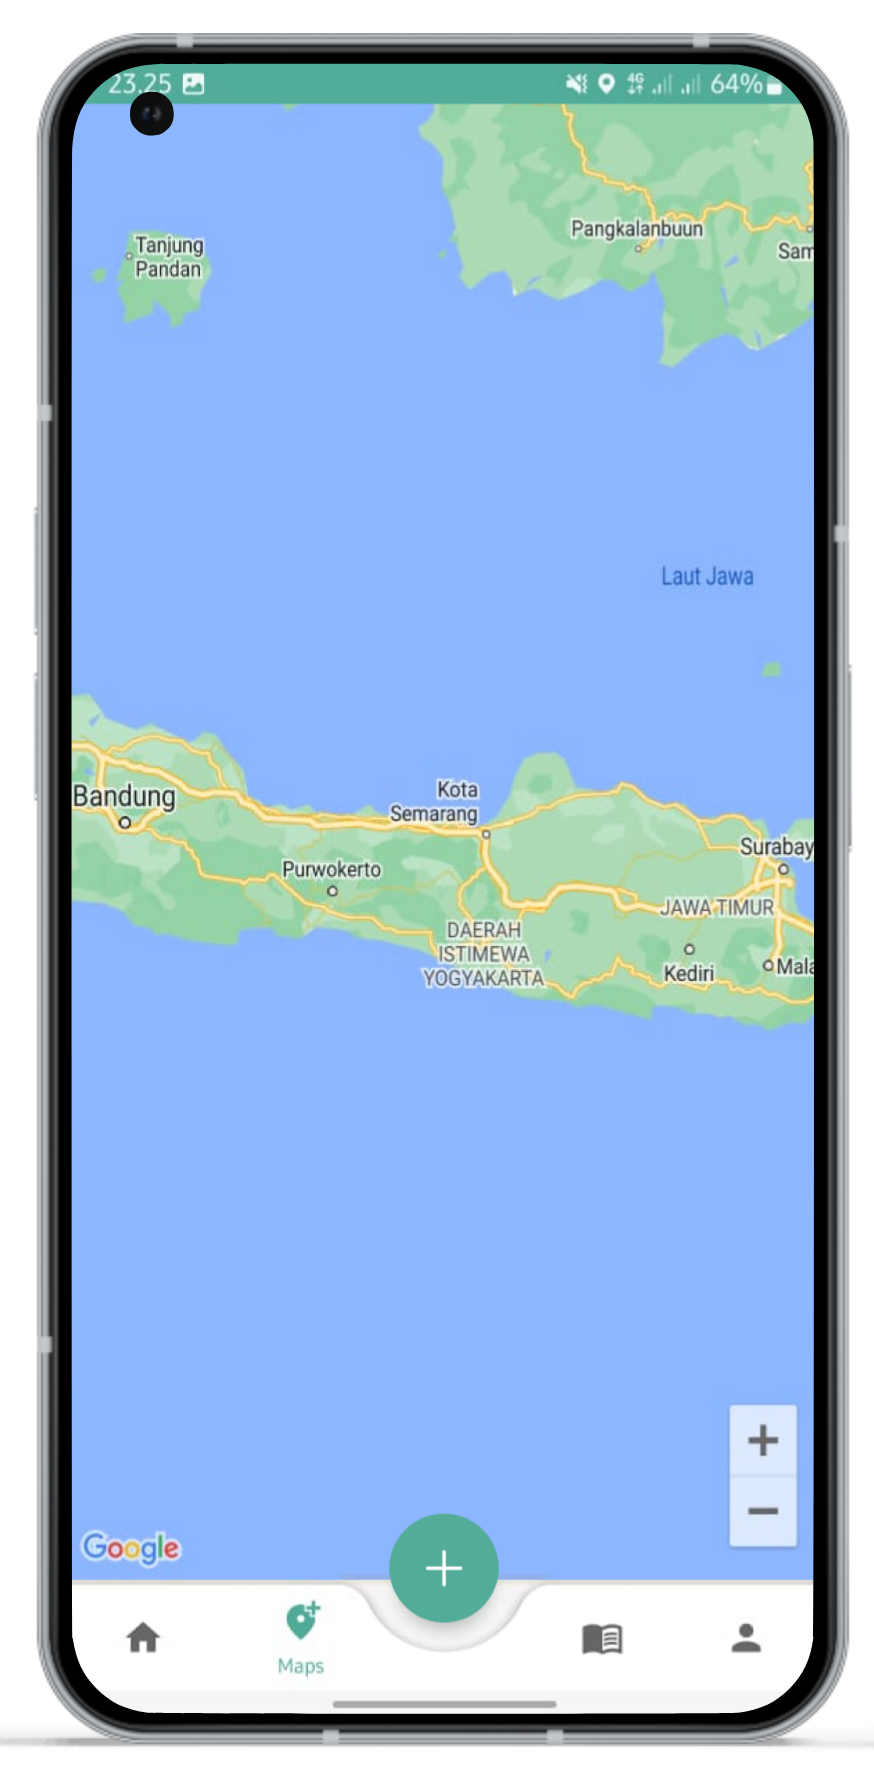 23.25 4G 64%
Tanjung
Pandan
Pangkalanbuun
Sam
Laut Jawa
Bandung
Kota
Semarang
Surabay
Purwokerto
JAWA TIMUR
DAERAH
ISTIMEWA
YOGYAKARTA
Kediri
Mala
Google
Maps